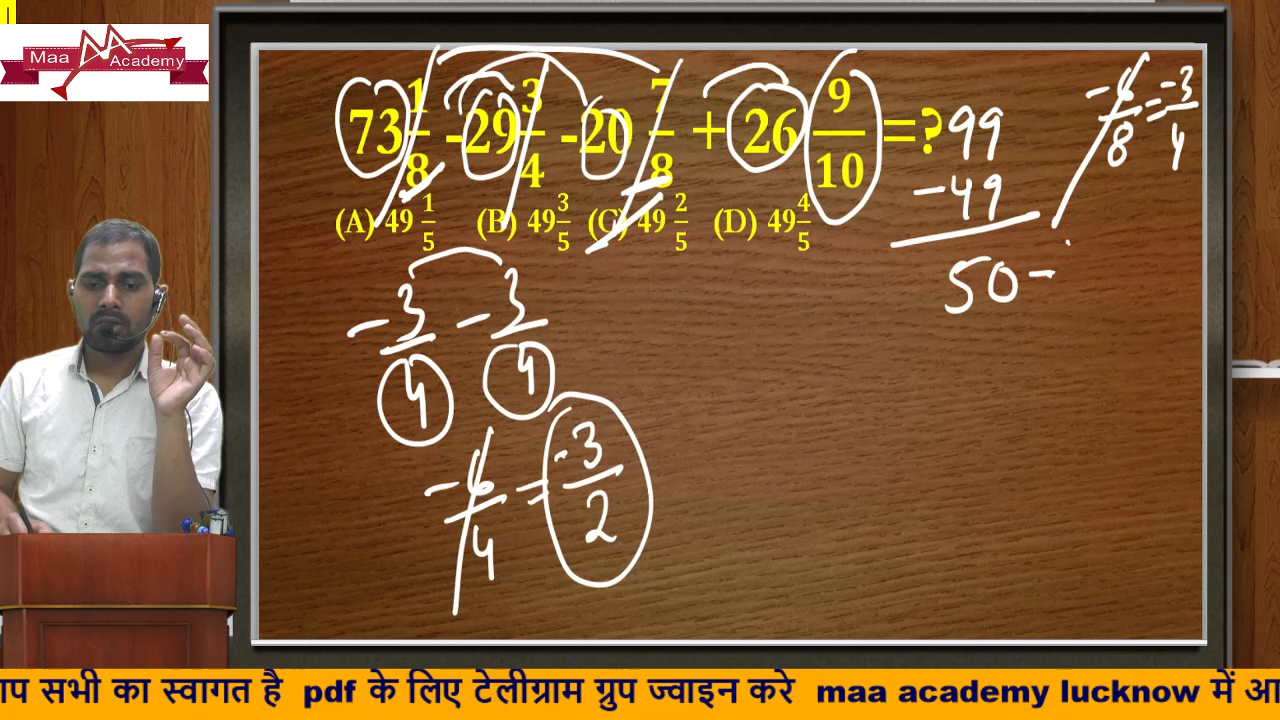 Maa Academy
73 1/8 - 29 3/4 - 20 7/8 + 26 9/10 = ?
(A) 49 1/5 (B) 49 3/5 (C) 49 2/5 (D) 49 4/5
99
-49
50 -
-6/8 = -3/4
-3/4 -3/4
-6/4 = -3/2
प सभी का स्वागत है pdf के लिए टेलीग्राम ग्रुप ज्वाइन करे maa academy lucknow में आ